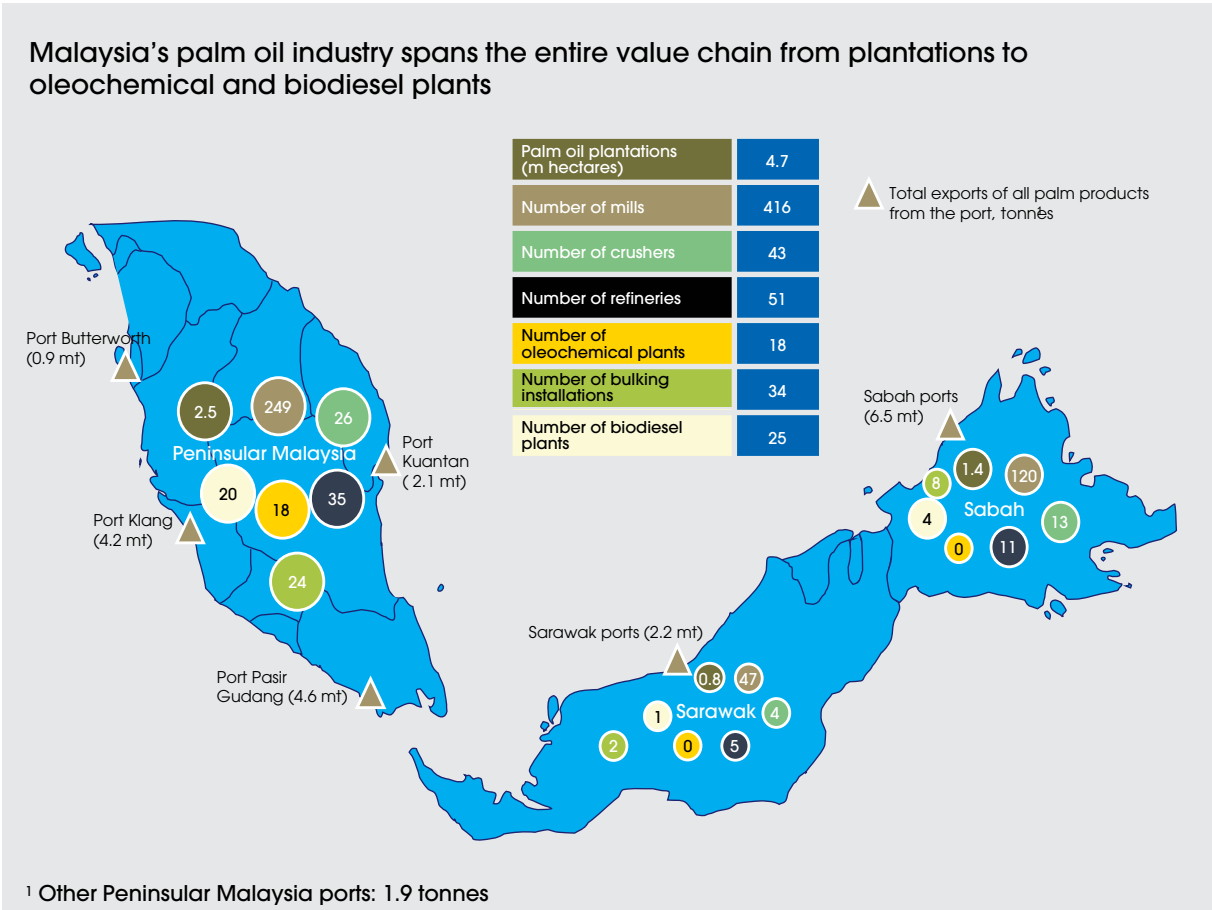 Malaysia's palm oil industry spans the entire value chain from plantations to
oleochemical and biodiesel plants
Palm oil plantations
(m hectares)
4.7
Number of mills
416
Number of crushers
43
Number of refineries
51
Number of
oleochemical plants
18
Number of bulking
installations
34
Number of biodiesel
plants
25
Total exports of all palm products
from the port, tonnes¹
Port Butterworth
(0.9 mt)
2.5
249
26
Peninsular Malaysia
Port
Kuantan
( 2.1 mt)
20
18
35
Port Klang
(4.2 mt)
24
Port Pasir
Gudang (4.6 mt)
Sabah ports
(6.5 mt)
1.4
120
8
Sabah
4
13
0
11
Sarawak ports (2.2 mt)
0.8
47
1
Sarawak
4
2
0
5
¹ Other Peninsular Malaysia ports: 1.9 tonnes